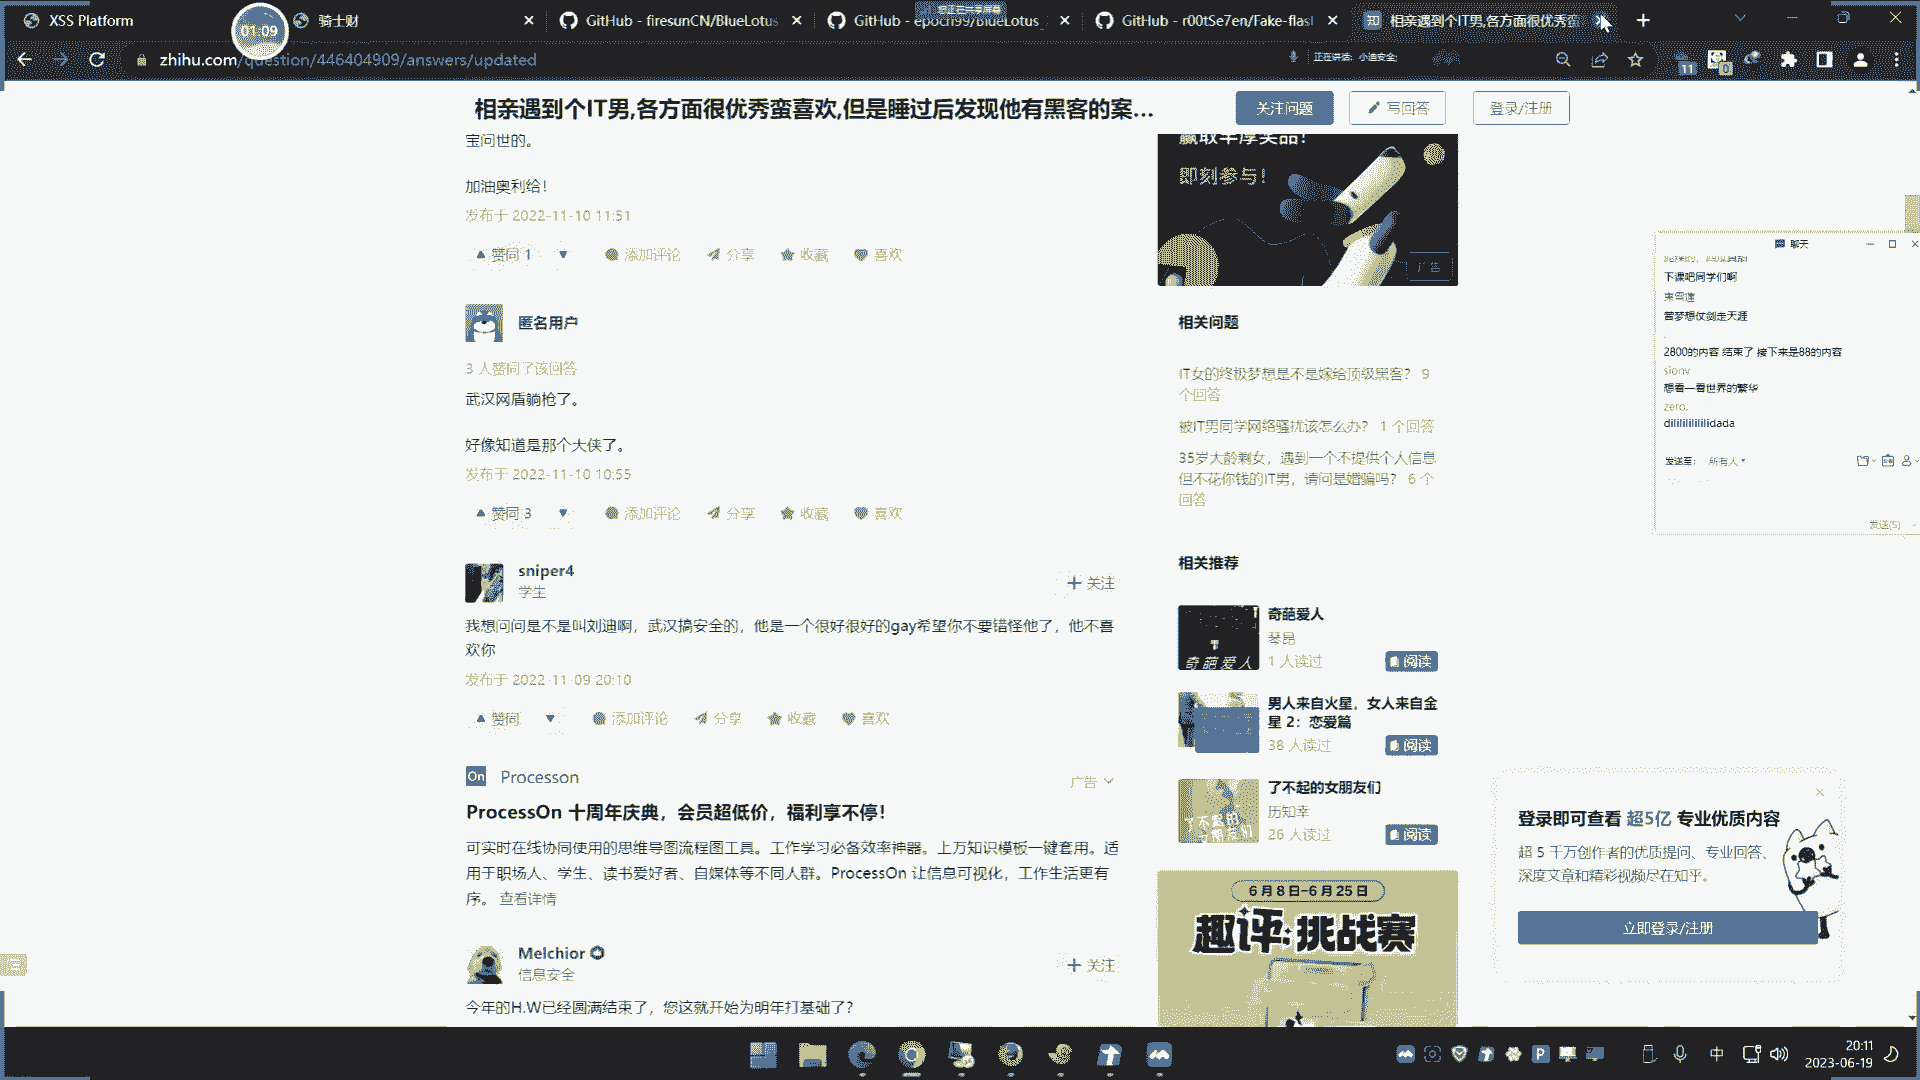 XSS Platform
01:09
骑士财
GitHub - firesunCN/BlueLotus
GitHub - epoch99/BlueLotus_
GitHub - r00tSe7en/Fake-flas
相亲遇到个IT男,各方面很优秀蛮
zhihu.com/question/446404909/answers/updated
正在讲话: 小迪安全;
11
0
相亲遇到个IT男,各方面很优秀蛮喜欢,但是睡过后发现他有黑客的案...
关注问题
写回答
登录/注册
宝问世的。
加油奥利给！
发布于 2022-11-10 11:51
赞同 1
添加评论
分享
收藏
喜欢
匿名用户
3 人赞同了该回答
武汉网盾躺枪了。
好像知道是那个大侠了。
发布于 2022-11-10 10:55
赞同 3
添加评论
分享
收藏
喜欢
sniper4
学生
关注
我想问问是不是叫刘迪啊，武汉搞安全的，他是一个很好很好的gay希望你不要错怪他了，他不喜
欢你
发布于 2022-11-09 20:10
赞同
添加评论
分享
收藏
喜欢
Processon
广告
ProcessOn 十周年庆典，会员超低价，福利享不停！
可实时在线协同使用的思维导图流程图工具。工作学习必备效率神器。上万知识模板一键套用。适
用于职场人、学生、读书爱好者、自媒体等不同人群。ProcessOn 让信息可视化，工作生活更有
序。 查看详情
Melchior
信息安全
关注
今年的H.W已经圆满结束了，您这就开始为明年打基础了？
赢取丰厚奖品！
即刻参与！
广告
相关问题
IT女的终极梦想是不是嫁给顶级黑客？ 9
个回答
被IT男同学网络骚扰该怎么办？ 1 个回答
35岁大龄剩女，遇到一个不提供个人信息
但不花你钱的IT男，请问是婚骗吗？ 6 个
回答
相关推荐
奇葩爱人
奇葩爱人
琴昂
1 人读过
阅读
男人来自火星，女人来自金
星 2：恋爱篇
38 人读过
阅读
了不起的女朋友们
历知幸
26 人读过
阅读
6月8日-6月25日
趣评挑战赛
聊天
下课吧同学们啊
束雪莲
曾梦想仗剑走天涯
2800的内容 结束了 接下来是88的内容
sionv
想看一看世界的繁华
zero.
dililililililidada
发送至：
所有人
发送(S)
登录即可查看 超5亿 专业优质内容
超 5 千万创作者的优质提问、专业回答、
深度文章和精彩视频尽在知乎。
立即登录/注册
中
20:11
2023-06-19